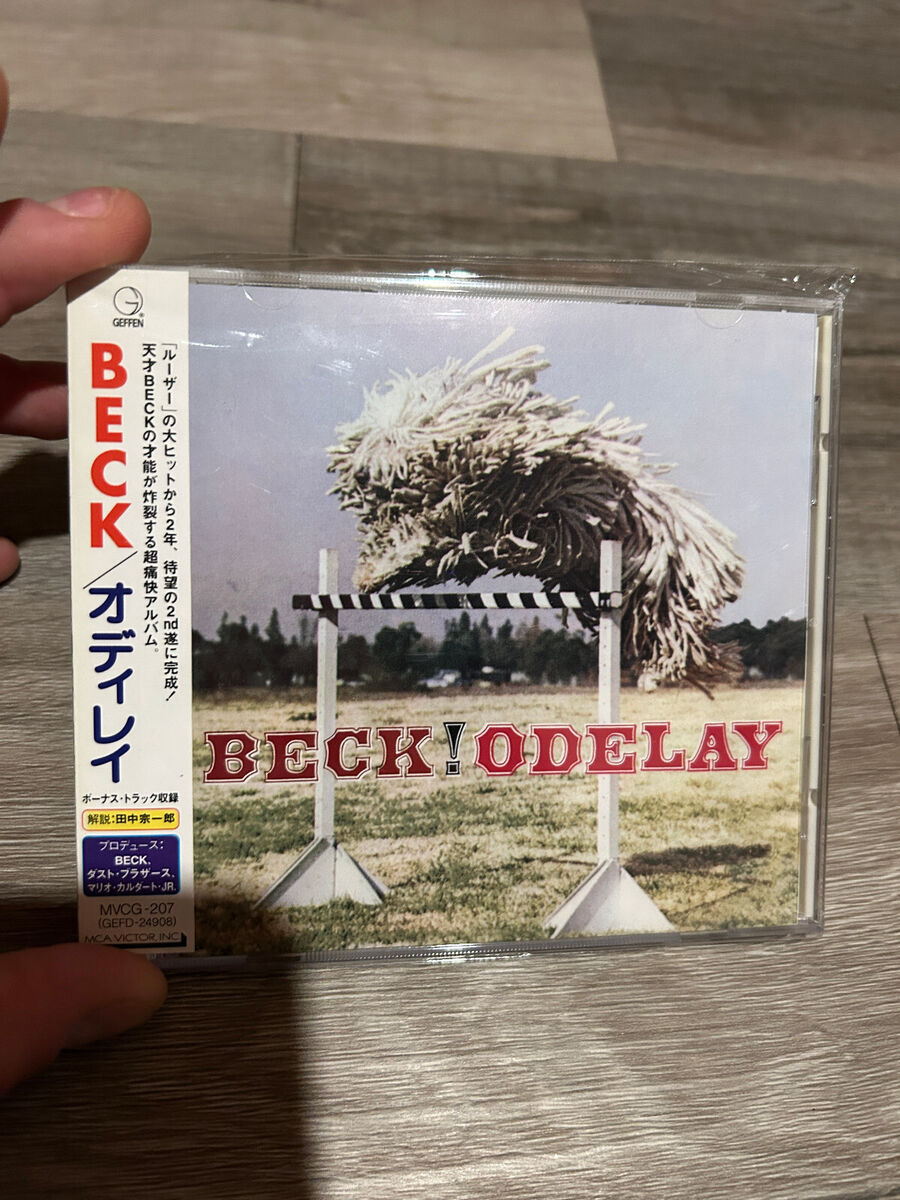 GEFFEN
BECK/オディレイ
「ルーザー」の大ヒットから2年、待望の2nd遂に完成!
天才BECKの才能が炸裂する超痛快アルバム。
ボーナス・トラック収録
解説:田中宗一郎
プロデュース:
BECK、
ダスト・ブラザース、
マリオ・カルダート・JR.
MVCG-207
(GEFD-24908)
MCA VICTOR, INC.
BECK!ODELAY